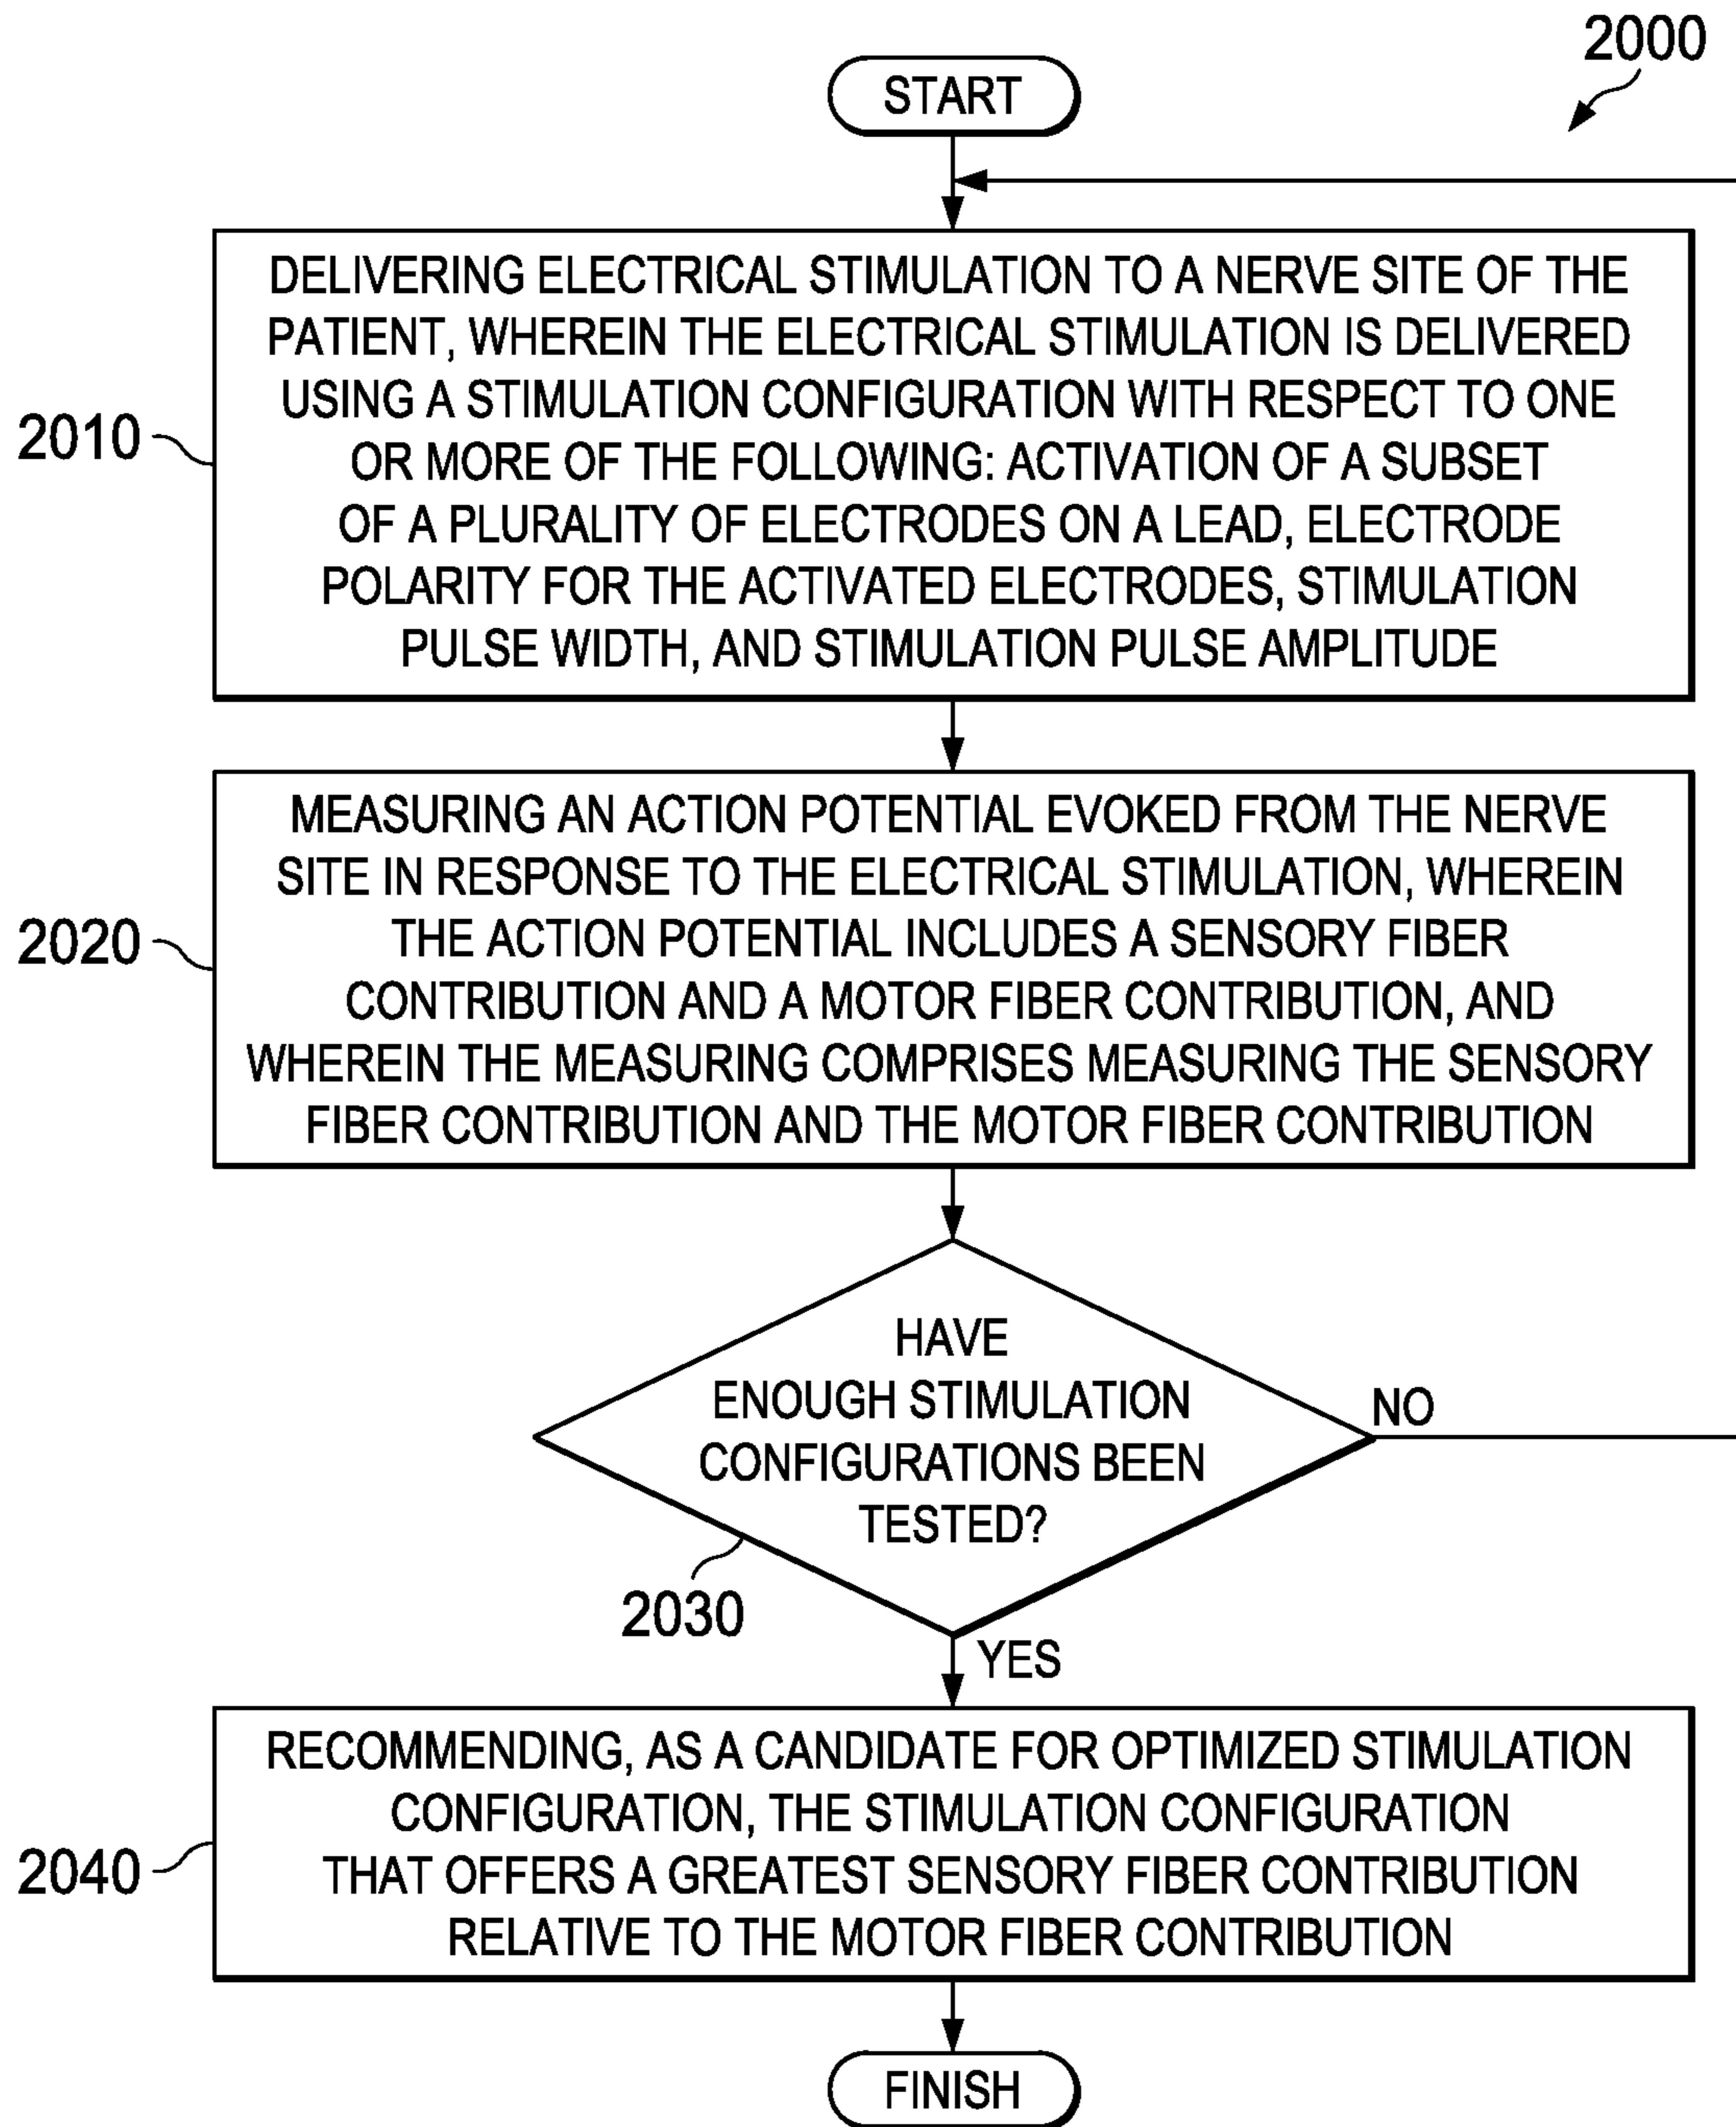 2000
START
2010
DELIVERING ELECTRICAL STIMULATION TO A NERVE SITE OF THE
PATIENT, WHEREIN THE ELECTRICAL STIMULATION IS DELIVERED
USING A STIMULATION CONFIGURATION WITH RESPECT TO ONE
OR MORE OF THE FOLLOWING: ACTIVATION OF A SUBSET
OF A PLURALITY OF ELECTRODES ON A LEAD, ELECTRODE
POLARITY FOR THE ACTIVATED ELECTRODES, STIMULATION
PULSE WIDTH, AND STIMULATION PULSE AMPLITUDE
2020
MEASURING AN ACTION POTENTIAL EVOKED FROM THE NERVE
SITE IN RESPONSE TO THE ELECTRICAL STIMULATION, WHEREIN
THE ACTION POTENTIAL INCLUDES A SENSORY FIBER
CONTRIBUTION AND A MOTOR FIBER CONTRIBUTION, AND
WHEREIN THE MEASURING COMPRISES MEASURING THE SENSORY
FIBER CONTRIBUTION AND THE MOTOR FIBER CONTRIBUTION
HAVE
ENOUGH STIMULATION
CONFIGURATIONS BEEN
TESTED?
NO
2030
YES
2040
RECOMMENDING, AS A CANDIDATE FOR OPTIMIZED STIMULATION
CONFIGURATION, THE STIMULATION CONFIGURATION
THAT OFFERS A GREATEST SENSORY FIBER CONTRIBUTION
RELATIVE TO THE MOTOR FIBER CONTRIBUTION
FINISH